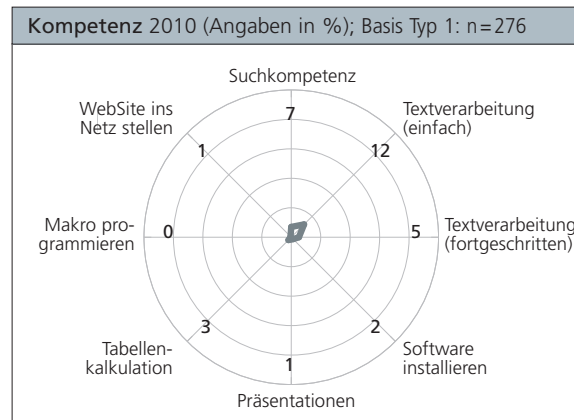 Kompetenz 2010 (Angaben in %); Basis Typ 1: n=276
Suchkompetenz
7
WebSite ins
Netz stellen
1
Textverarbeitung
(einfach)
12
Makro pro-
grammieren
0
5
Textverarbeitung
(fortgeschritten)
3
Tabellen-
kalkulation
2
Software
installieren
1
Präsentationen